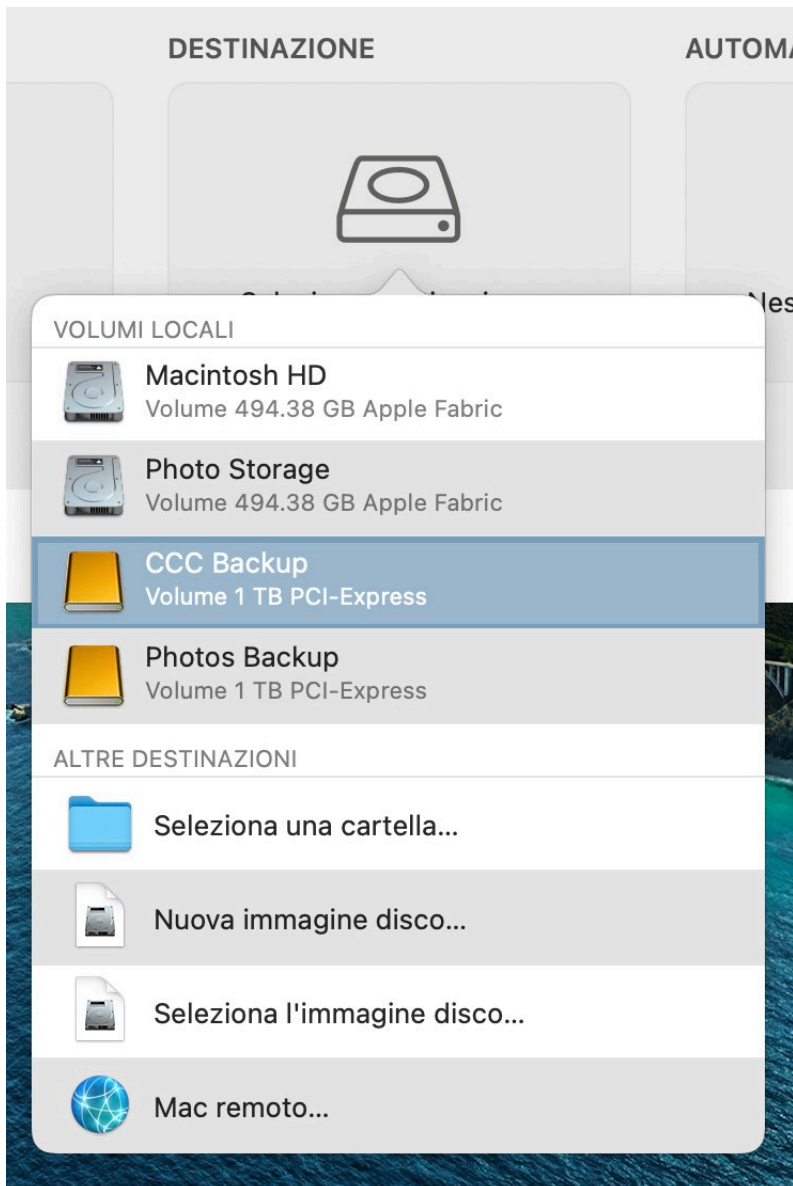 DESTINAZIONE
VOLUMI LOCALI
Macintosh HD
Volume 494.38 GB Apple Fabric
Photo Storage
Volume 494.38 GB Apple Fabric
CCC Backup
Volume 1 TB PCI-Express
Photos Backup
Volume 1 TB PCI-Express
ALTRE DESTINAZIONI
Seleziona una cartella...
Nuova immagine disco...
Seleziona l'immagine disco...
Mac remoto...